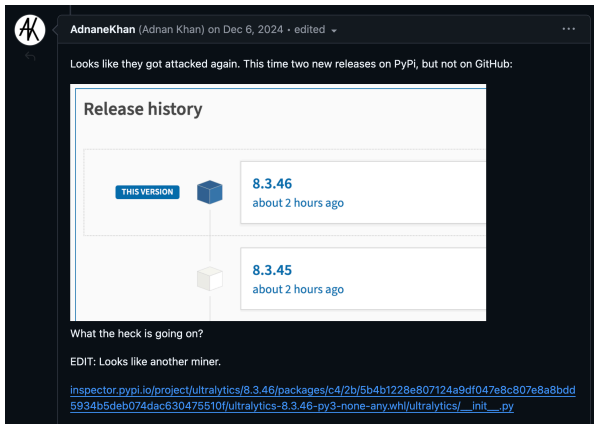 AK
AdnaneKhan (Adnan Khan) on Dec 6, 2024 • edited
Looks like they got attacked again. This time two new releases on PyPi, but not on GitHub:
Release history
THIS VERSION
8.3.46
about 2 hours ago
8.3.45
about 2 hours ago
What the heck is going on?
EDIT: Looks like another miner.
inspector.pypi.io/project/ultralytics/8.3.46/packages/c4/2b/5b4b1228e807124a9df047e8c807e8a8bdd
5934b5deb074dac630475510f/ultralytics-8.3.46-py3-none-any.whl/ultralytics/__init__.py